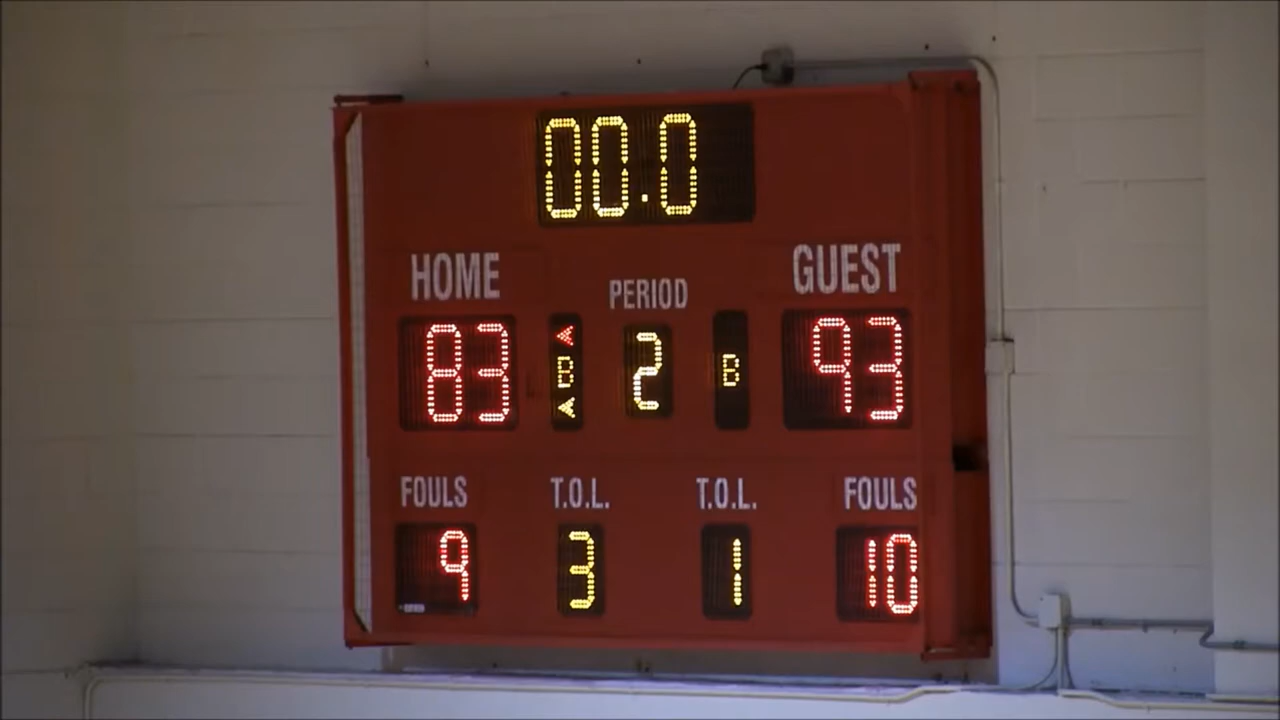 00.0
HOME PERIOD GUEST
83 B 2 B 93
FOULS T.O.L. T.O.L. FOULS
9 3 1 10